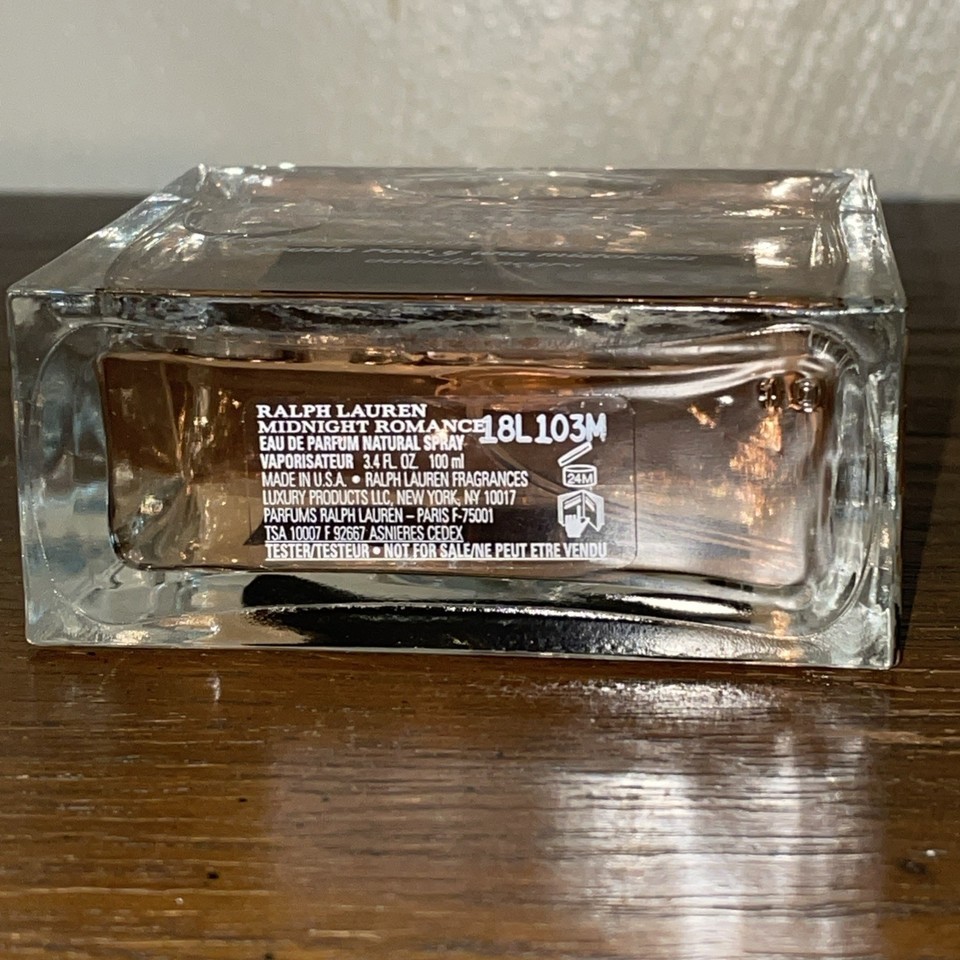 RALPH LAUREN
MIDNIGHT ROMANCE 18L103M
EAU DE PARFUM NATURAL SPRAY
VAPORISATEUR 3.4 FL. OZ. 100 ml
24M
MADE IN U.S.A. • RALPH LAUREN FRAGRANCES
LUXURY PRODUCTS LLC, NEW YORK, NY 10017
PARFUMS RALPH LAUREN – PARIS F-75001
TSA 10007 F 92667 ASNIERES CEDEX
TESTER/TESTEUR • NOT FOR SALE/NE PEUT ETRE VENDU